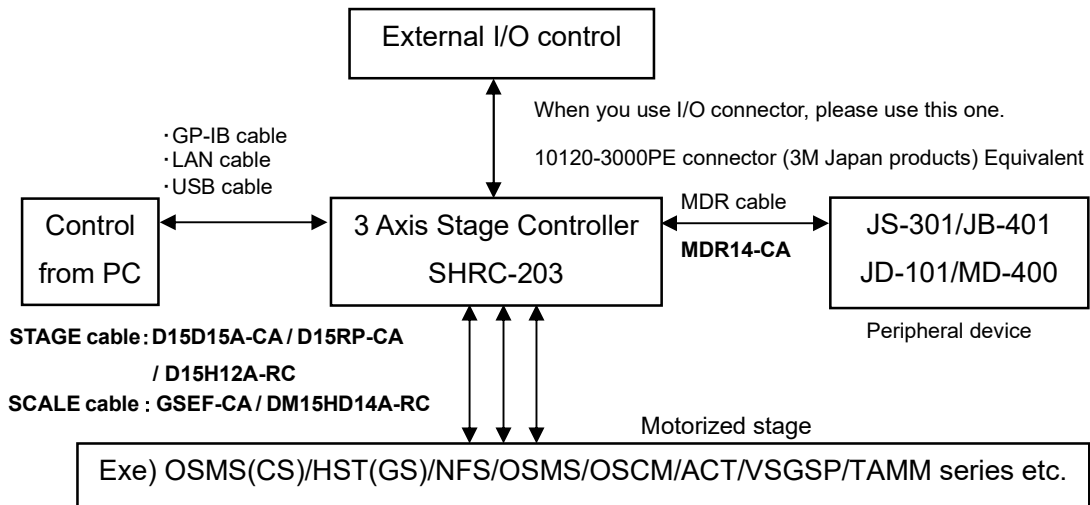 External I/O control
When you use I/O connector, please use this one.
10120-3000PE connector (3M Japan products) Equivalent
・GP-IB cable
・LAN cable
・USB cable
Control
from PC
3 Axis Stage Controller
SHRC-203
MDR cable
MDR14-CA
JS-301/JB-401
JD-101/MD-400
Peripheral device
STAGE cable：D15D15A-CA / D15RP-CA
/ D15H12A-RC
SCALE cable : GSEF-CA / DM15HD14A-RC
Motorized stage
Exe) OSMS(CS)/HST(GS)/NFS/OSMS/OSCM/ACT/VSGSP/TAMM series etc.